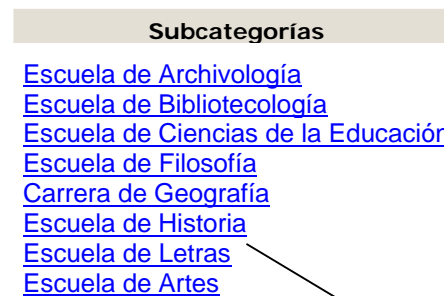 Subcategorías
Escuela de Archivología
Escuela de Bibliotecología
Escuela de Ciencias de la Educación
Escuela de Filosofía
Carrera de Geografía
Escuela de Historia
Escuela de Letras
Escuela de Artes